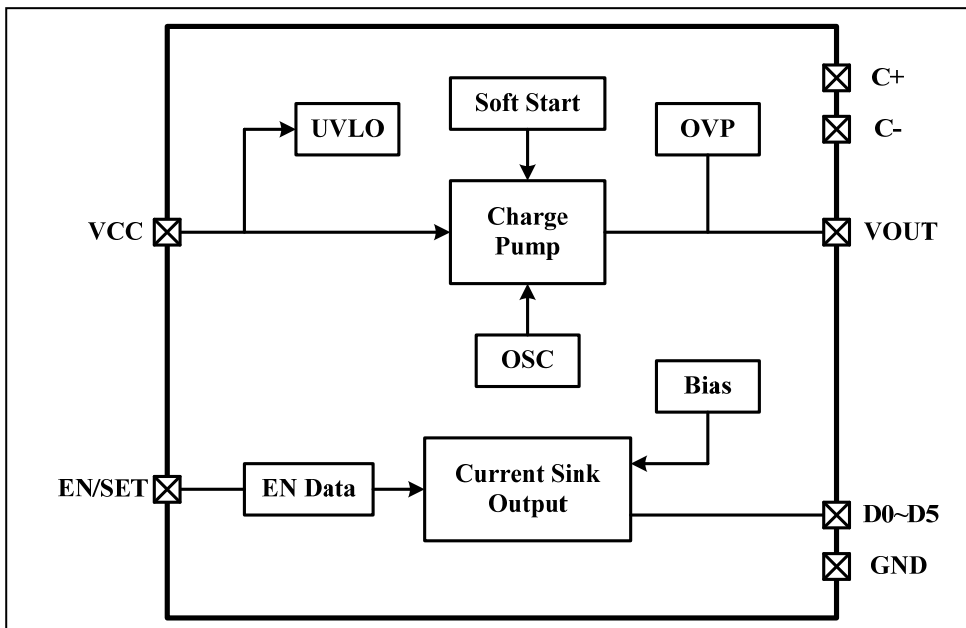 C+
Soft Start
UVLO
OVP
C-
VCC
Charge
Pump
VOUT
OSC
Bias
EN/SET
EN Data
Current Sink
Output
D0~D5
GND